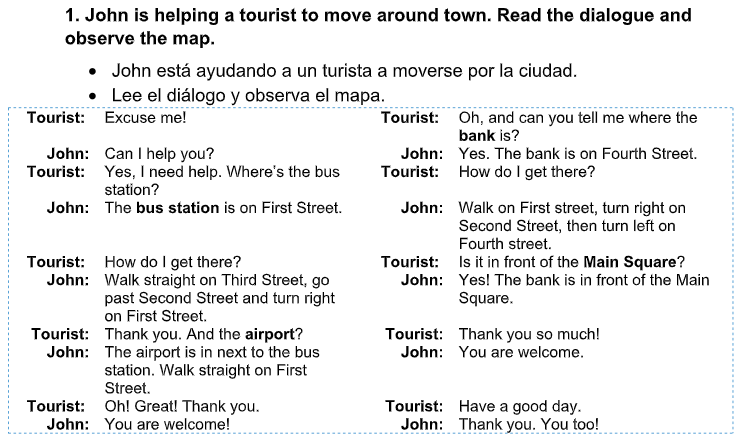 1. John is helping a tourist to move around town. Read the dialogue and
observe the map.
• John está ayudando a un turista a moverse por la ciudad.
• Lee el diálogo y observa el mapa.
Tourist: Excuse me!
John: Can I help you?
Tourist: Yes, I need help. Where's the bus
station?
John: The bus station is on First Street.
Tourist: How do I get there?
John: Walk straight on Third Street, go
past Second Street and turn right
on First Street.
Tourist: Thank you. And the airport?
John: The airport is in next to the bus
station. Walk straight on First
Street.
Tourist: Oh! Great! Thank you.
John: You are welcome!
Tourist: Oh, and can you tell me where the
bank is?
John: Yes. The bank is on Fourth Street.
Tourist: How do I get there?
John: Walk on First street, turn right on
Second Street, then turn left on
Fourth street.
Tourist: Is it in front of the Main Square?
John: Yes! The bank is in front of the Main
Square.
Tourist: Thank you so much!
John: You are welcome.
Tourist: Have a good day.
John: Thank you. You too!